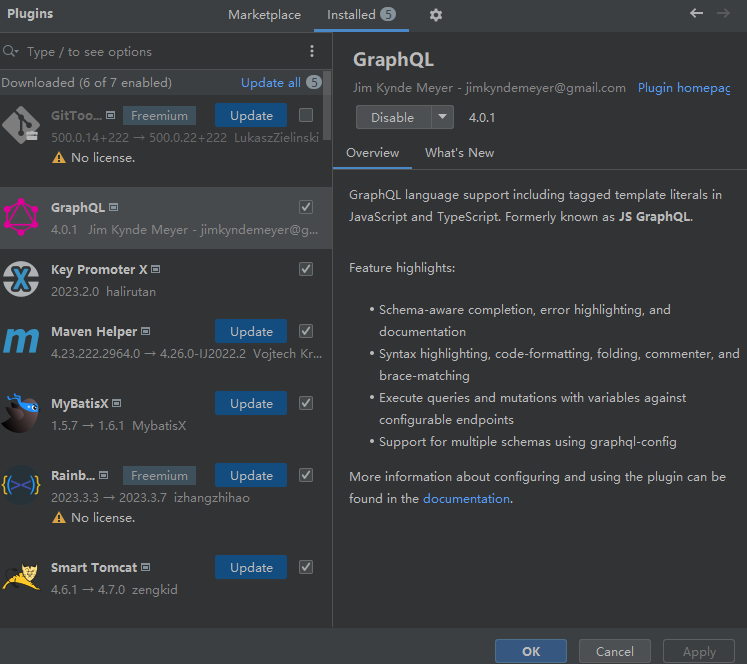 Plugins
Marketplace
Installed 5
Type / to see options
Downloaded (6 of 7 enabled)
Update all 5
GitToo... Freemium Update
500.0.14+222 → 500.0.22+222 LukaszZielinski
No license.
GraphQL
4.0.1 Jim Kynde Meyer - jimkyndemeyer@g...
Key Promoter X
2023.2.0 halirutan
Maven Helper Update
4.23.222.2964.0 → 4.26.0-IJ2022.2 Vojtech Kr...
MyBatisX Update
1.5.7 → 1.6.1 MybatisX
Rainb... Freemium Update
2023.3.3 → 2023.3.7 izhangzhihao
No license.
Smart Tomcat Update
4.6.1 → 4.7.0 zengkid
GraphQL
Jim Kynde Meyer - jimkyndemeyer@gmail.com Plugin homepag
Disable 4.0.1
Overview What's New
GraphQL language support including tagged template literals in
JavaScript and TypeScript. Formerly known as JS GraphQL.
Feature highlights:
• Schema-aware completion, error highlighting, and
documentation
• Syntax highlighting, code-formatting, folding, commenter, and
brace-matching
• Execute queries and mutations with variables against
configurable endpoints
• Support for multiple schemas using graphql-config
More information about configuring and using the plugin can be
found in the documentation.
OK Cancel Apply